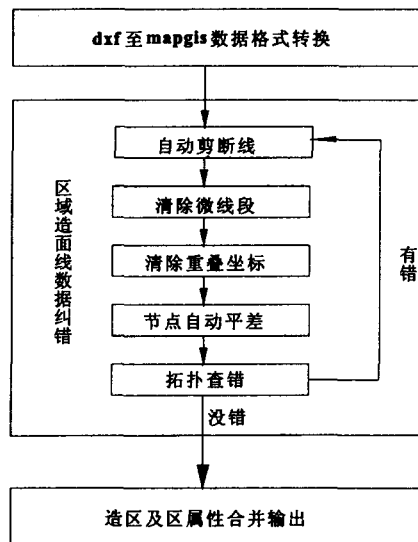 dxf至mapgis数据格式转换
自动剪断线
清除微线段
清除重叠坐标
节点自动平差
拓扑查错
区域造面线数据纠错
有错
没错
造区及区属性合并输出